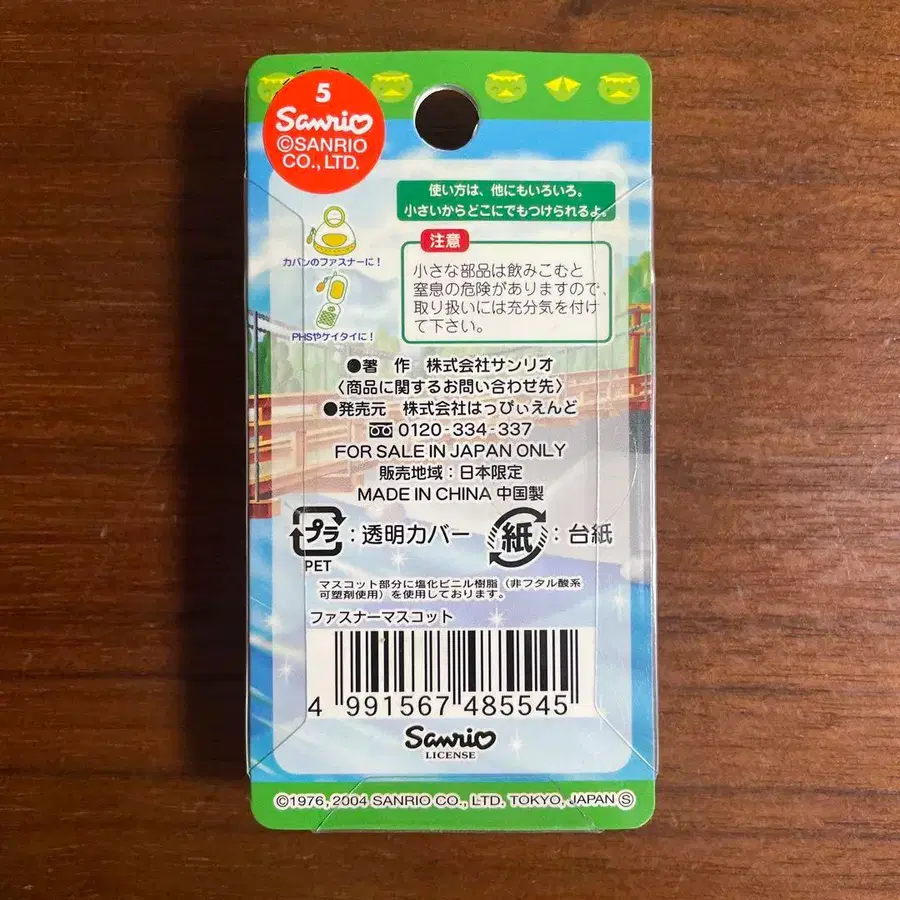 5
Sanrio
©SANRIO
CO., LTD.
使い方は、他にもいろいろ。
小さいからどこにでもつけられるよ。
カバンのファスナーに！
PHSやケイタイに！
注意
小さな部品は飲みこむと
窒息の危険がありますので、
取り扱いには充分気を付け
て下さい。
●著 作 株式会社サンリオ
〈商品に関するお問い合わせ先〉
●発売元 株式会社はっぴぃえんど
0120-334-337
FOR SALE IN JAPAN ONLY
販売地域：日本限定
MADE IN CHINA 中国製
プラ：透明カバー 紙：台紙
PET
マスコット部分に塩化ビニル樹脂（非フタル酸系
可塑剤使用）を使用しております。
ファスナーマスコット
4 991567 485545
Sanrio
LICENSE
©1976, 2004 SANRIO CO., LTD. TOKYO, JAPAN Ⓢ